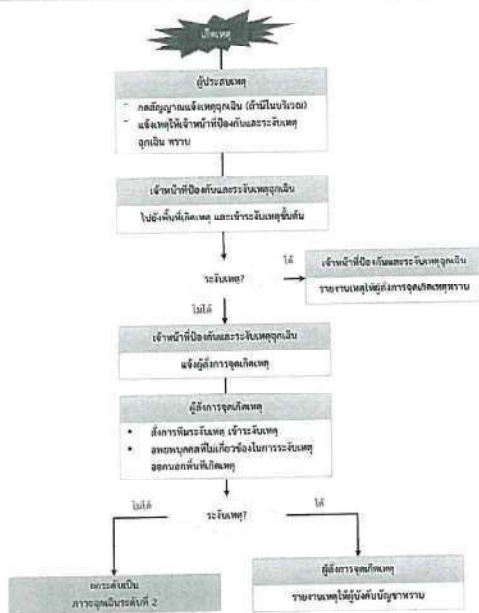 เกิดเหตุ
ผู้ประสบเหตุ
- กดสัญญาณแจ้งเหตุฉุกเฉิน (ถ้ามีในบริเวณ)
- แจ้งเหตุให้เจ้าหน้าที่ป้องกันและระงับเหตุ
ฉุกเฉิน ทราบ
เจ้าหน้าที่ป้องกันและระงับเหตุฉุกเฉิน
ไปยังพื้นที่เกิดเหตุ และเข้าระงับเหตุขั้นต้น
ระงับเหตุ?
ได้
เจ้าหน้าที่ป้องกันและระงับเหตุฉุกเฉิน
รายงานเหตุให้ผู้สั่งการจุดเกิดเหตุทราบ
ไม่ได้
เจ้าหน้าที่ป้องกันและระงับเหตุฉุกเฉิน
แจ้งผู้สั่งการจุดเกิดเหตุ
ผู้สั่งการจุดเกิดเหตุ
• สั่งการทีมระงับเหตุ เข้าระงับเหตุ
• อพยพบุคคลที่ไม่เกี่ยวข้องในการระงับเหตุ
ออกนอกพื้นที่เกิดเหตุ
ไม่ได้
ระงับเหตุ?
ได้
ยกระดับเป็น
ภาวะฉุกเฉินระดับที่ 2
ผู้สั่งการจุดเกิดเหตุ
รายงานเหตุให้ผู้บังคับบัญชาทราบ